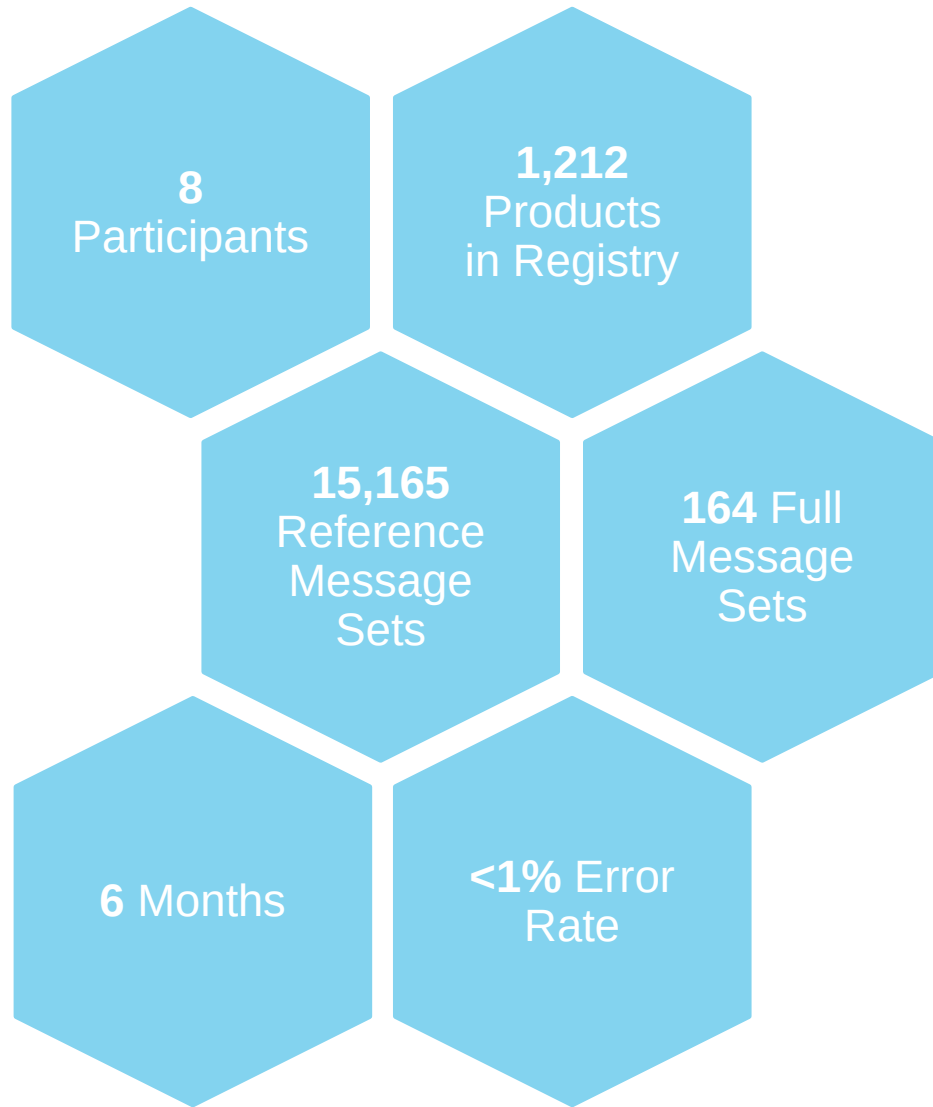 8
Participants
1,212
Products
in Registry
15,165
Reference
Message
Sets
164 Full
Message
Sets
6 Months
<1% Error
Rate